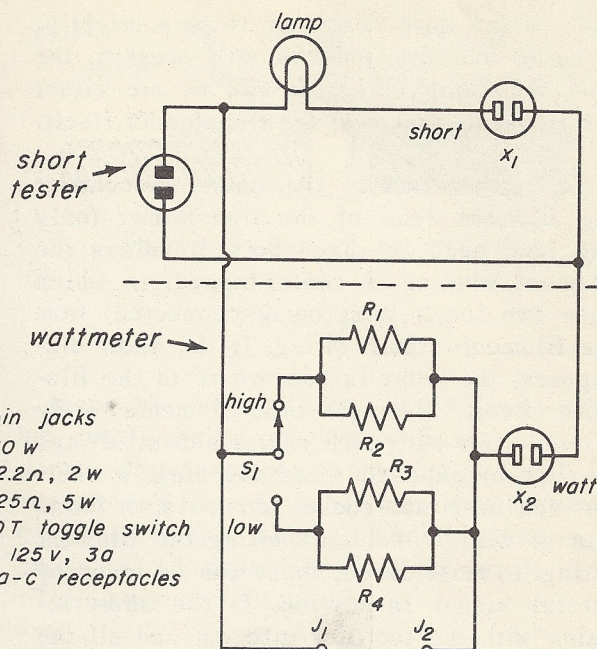 lamp
short
X1
short
tester
wattmeter
R1
high
R2
S1
R3
low
R4
X2
watt
in jacks
0 w
2.2Ω, 2 w
25Ω, 5 w
OT toggle switch
125 v, 3a
a-c receptacles
J1
J2